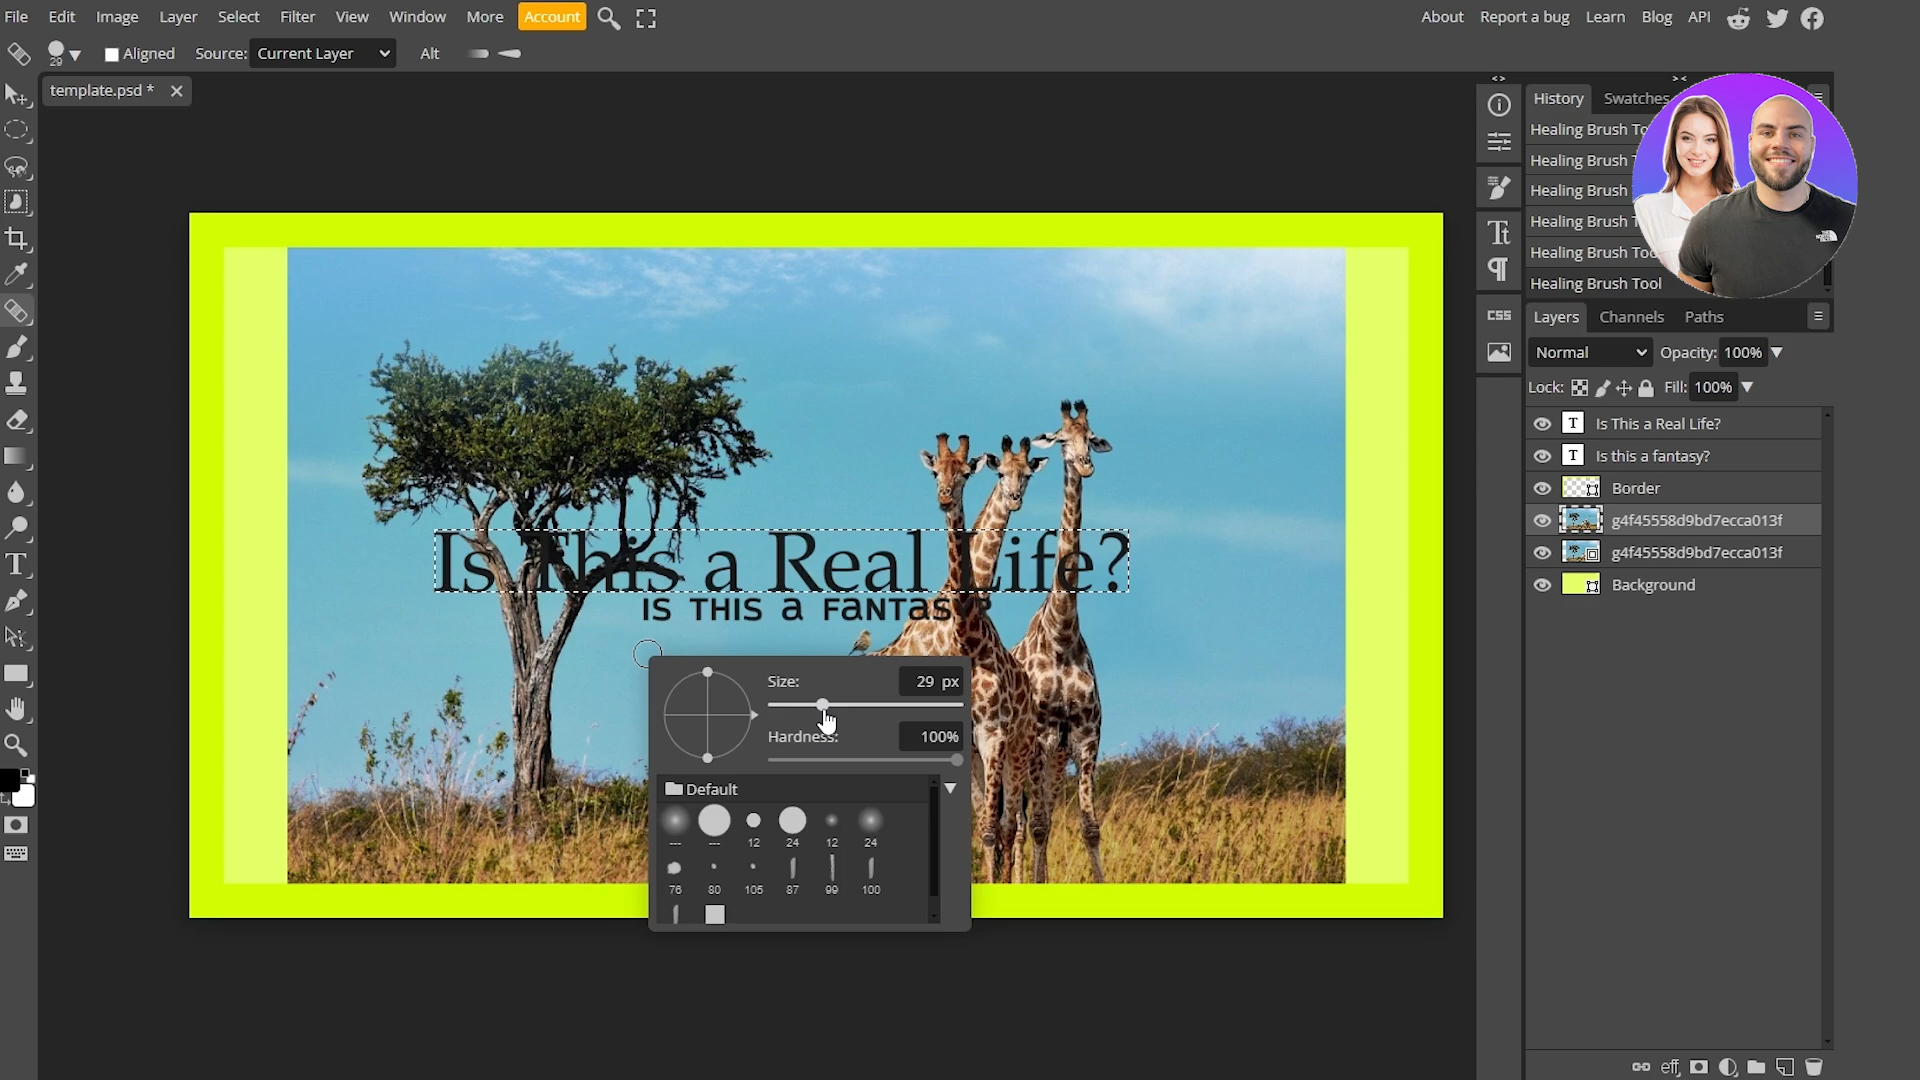 File Edit Image Layer Select Filter View Window More Account About Report a bug Learn Blog API
29 Aligned Source: Current Layer Alt
template.psd *
History Swatches
Healing Brush
Healing Brush
Healing Brush
Healing Brush
Healing Brush
Healing Brush Tool
CSS
Layers Channels Paths
Normal Opacity: 100%
Lock: Fill: 100%
Is This a Real Life?
Is this a fantasy?
Border
g4f45558d9bd7ecca013f
g4f45558d9bd7ecca013f
Background
Is This a Real Life?
IS THIS a FaNTaSY?
Size: 29 px
Hardness: 100%
Default
--- --- 12 24 12 24
76 80 105 87 99 100
eff